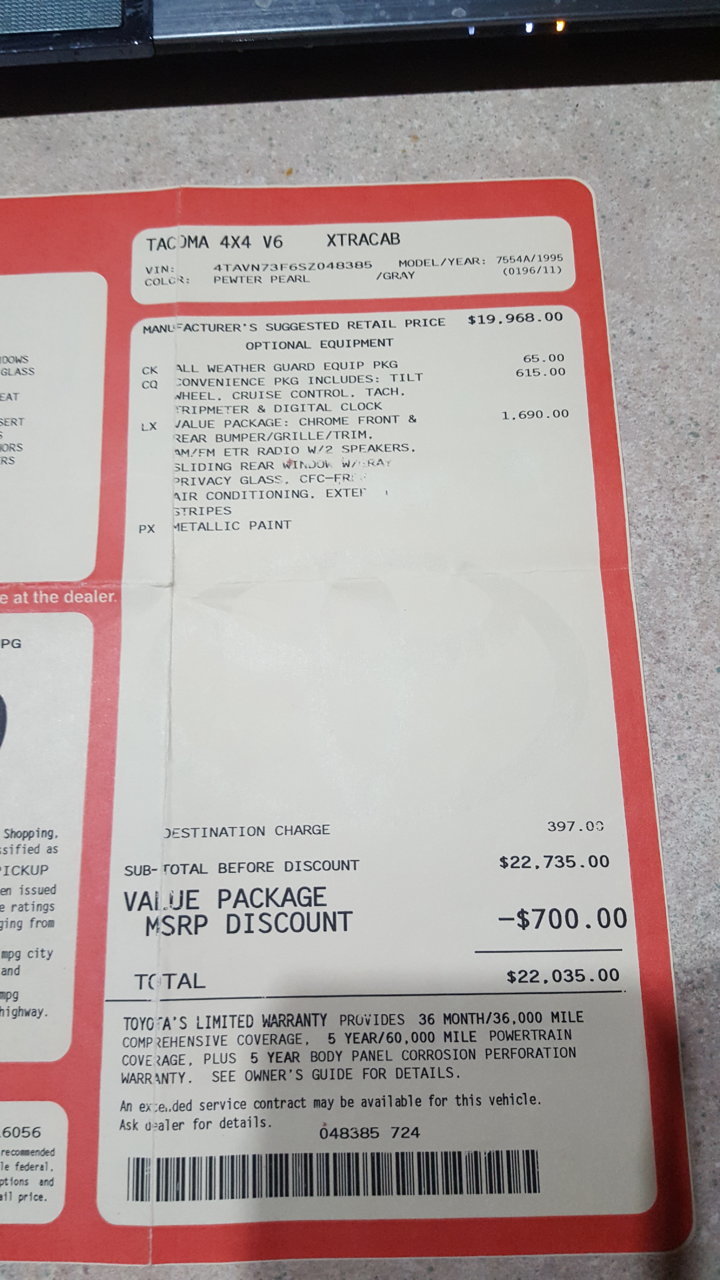 TACOMA 4X4 V6 XTRACAB
VIN: 4TAVN73F6SZ048385 MODEL/YEAR: 7554A/1995
COLOR: PEWTER PEARL /GRAY (0196/11)
MANUFACTURER'S SUGGESTED RETAIL PRICE $19,968.00
OPTIONAL EQUIPMENT
CK ALL WEATHER GUARD EQUIP PKG 65.00
CQ CONVENIENCE PKG INCLUDES: TILT 615.00
WHEEL, CRUISE CONTROL, TACH,
TRIPMETER & DIGITAL CLOCK
LX VALUE PACKAGE: CHROME FRONT & 1,690.00
REAR BUMPER/GRILLE/TRIM,
AM/FM ETR RADIO W/2 SPEAKERS,
SLIDING REAR WINDOW
PRIVACY GLASS,
AIR CONDITIONING,
STRIPES
PX METALLIC PAINT
DESTINATION CHARGE 397.00
SUB-TOTAL BEFORE DISCOUNT $22,735.00
VALUE PACKAGE
MSRP DISCOUNT -$700.00
TOTAL $22,035.00
TOYOTA'S LIMITED WARRANTY PROVIDES 36 MONTH/36,000 MILE
COMPREHENSIVE COVERAGE, 5 YEAR/60,000 MILE POWERTRAIN
COVERAGE, PLUS 5 YEAR BODY PANEL CORROSION PERFORATION
WARRANTY. SEE OWNER'S GUIDE FOR DETAILS.
An extended service contract may be available for this vehicle.
Ask dealer for details.
048385 724
GLASS
e at the dealer.
PG
Shopping,
ssified as
PICKUP
en issued
e ratings
ging from
mpg city
and
mpg
highway.
6056
recommended
le federal,
ptions and
ail price.